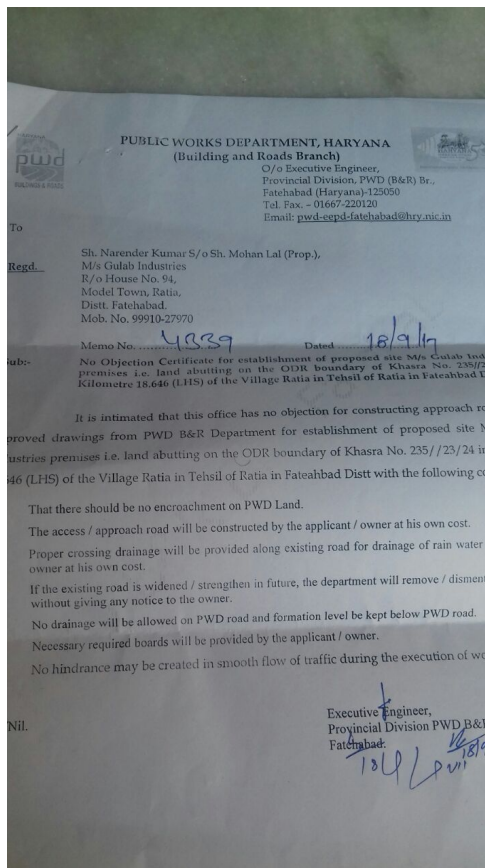 pwd
BUILDINGS & ROADS
PUBLIC WORKS DEPARTMENT, HARYANA
(Building and Roads Branch)
O/o Executive Engineer,
Provincial Division, PWD (B&R) Br.,
Fatehabad (Haryana)-125050
Tel. Fax. – 01667-220120
Email: pwd-eepd-fatehabad@hry.nic.in
To
Sh. Narender Kumar S/o Sh. Mohan Lal (Prop.),
Regd. M/s Gulab Industries
R/o House No. 94,
Model Town, Ratia,
Distt. Fatehabad.
Mob. No. 99910-27970
Memo No. 4339 Dated 18/9/17
ub:- No Objection Certificate for establishment of proposed site M/s Gulab Ind
premises i.e. land abutting on the ODR boundary of Khasra No. 235//2
Kilometre 18.646 (LHS) of the Village Ratia in Tehsil of Ratia in Fateahbad D
It is intimated that this office has no objection for constructing approach ro
proved drawings from PWD B&R Department for establishment of proposed site M
ustries premises i.e. land abutting on the ODR boundary of Khasra No. 235//23/24 in
46 (LHS) of the Village Ratia in Tehsil of Ratia in Fateahbad Distt with the following co
That there should be no encroachment on PWD Land.
The access / approach road will be constructed by the applicant / owner at his own cost.
Proper crossing drainage will be provided along existing road for drainage of rain water
owner at his own cost.
If the existing road is widened / strengthen in future, the department will remove / disment
without giving any notice to the owner.
No drainage will be allowed on PWD road and formation level be kept below PWD road.
Necessary required boards will be provided by the applicant / owner.
No hindrance may be created in smooth flow of traffic during the execution of wo
Nil.
Executive Engineer,
Provincial Division PWD B&R
Fatehabad.